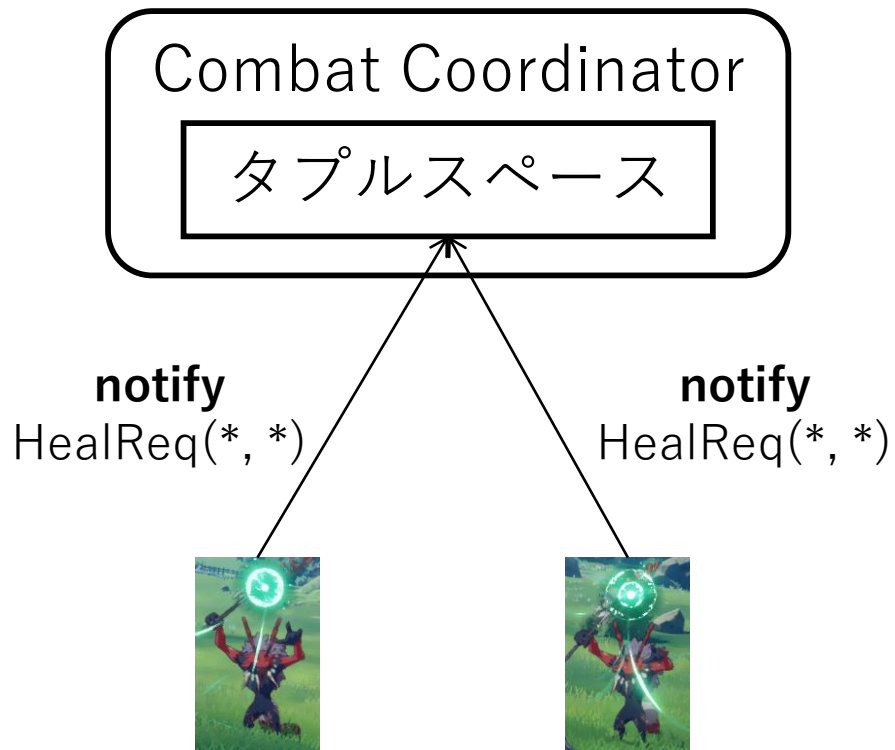 Combat Coordinator
タプルスペース
notify
HealReq(*, *)
notify
HealReq(*, *)